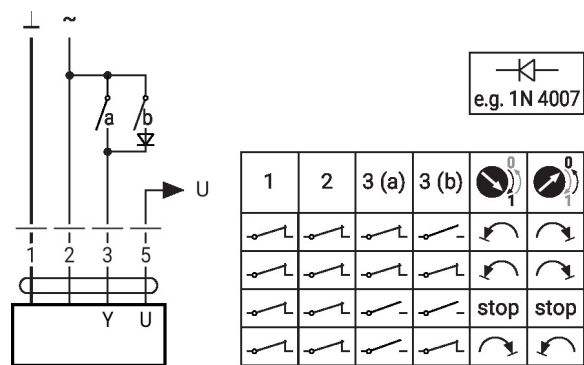 ⊥ ~
a b
e.g. 1N 4007
U
1 2 3 5
Y U
1 2 3 (a) 3 (b) 0 1 0 1
stop stop